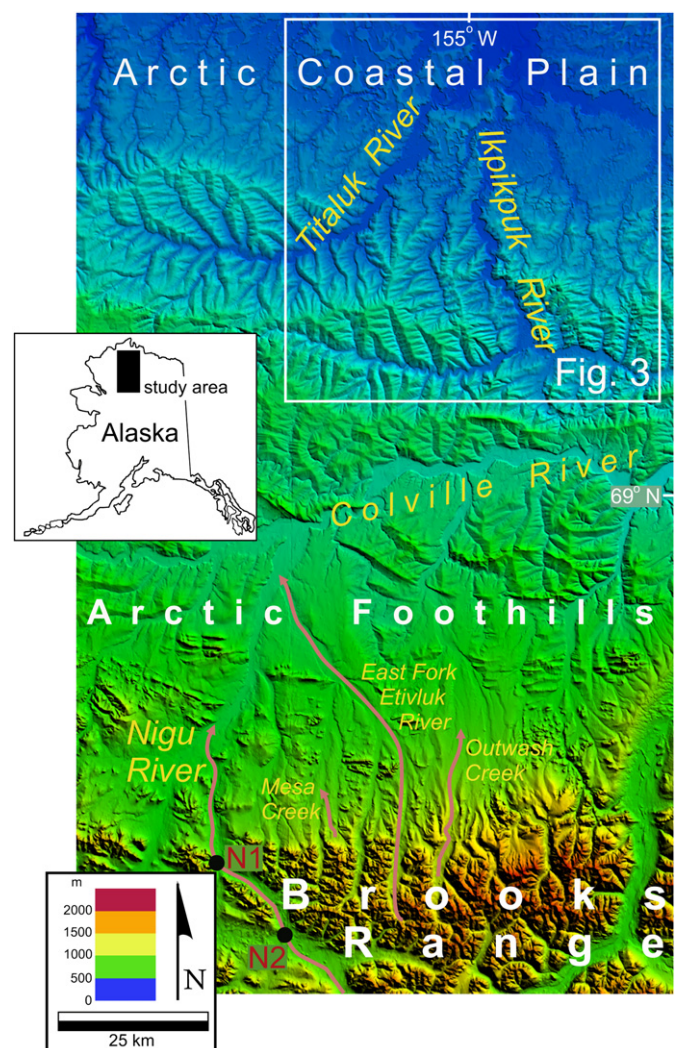 155° W
Arctic Coastal Plain
Titaluk River
Ikpikpuk River
Fig. 3
study area
Alaska
Colville River
69° N
Arctic Foothills
East Fork
Etivluk
River
Nigu
River
Outwash
Creek
Mesa
Creek
N1
Brooks
Range
N2
m
2000
1500
1000
500
0
N
25 km